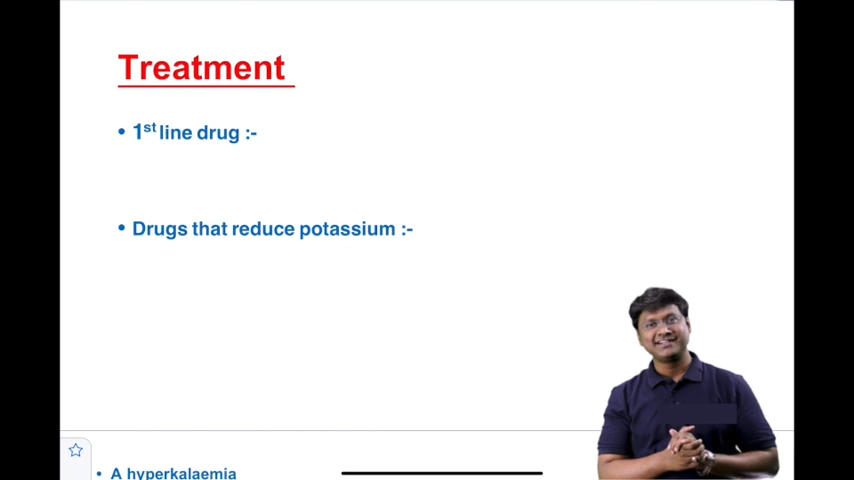 Treatment
• 1st line drug :-
• Drugs that reduce potassium :-
• A hyperkalaemia